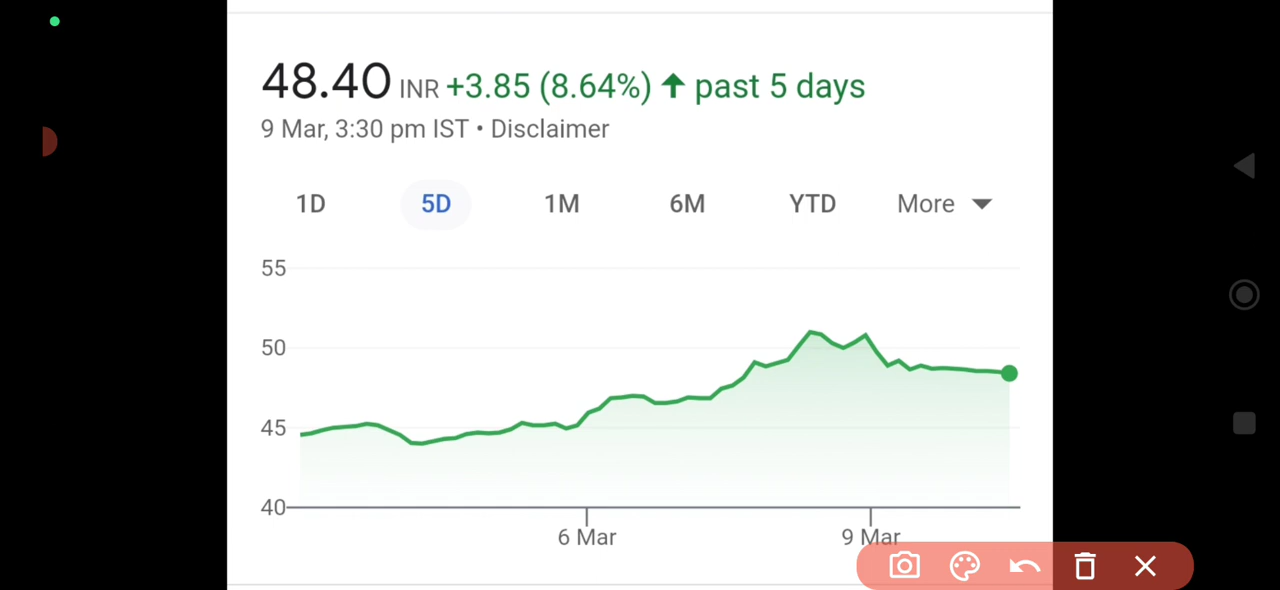 48.40 INR +3.85 (8.64%) ↑ past 5 days
9 Mar, 3:30 pm IST • Disclaimer
1D 5D 1M 6M YTD More
55
50
45
40
6 Mar 9 Mar